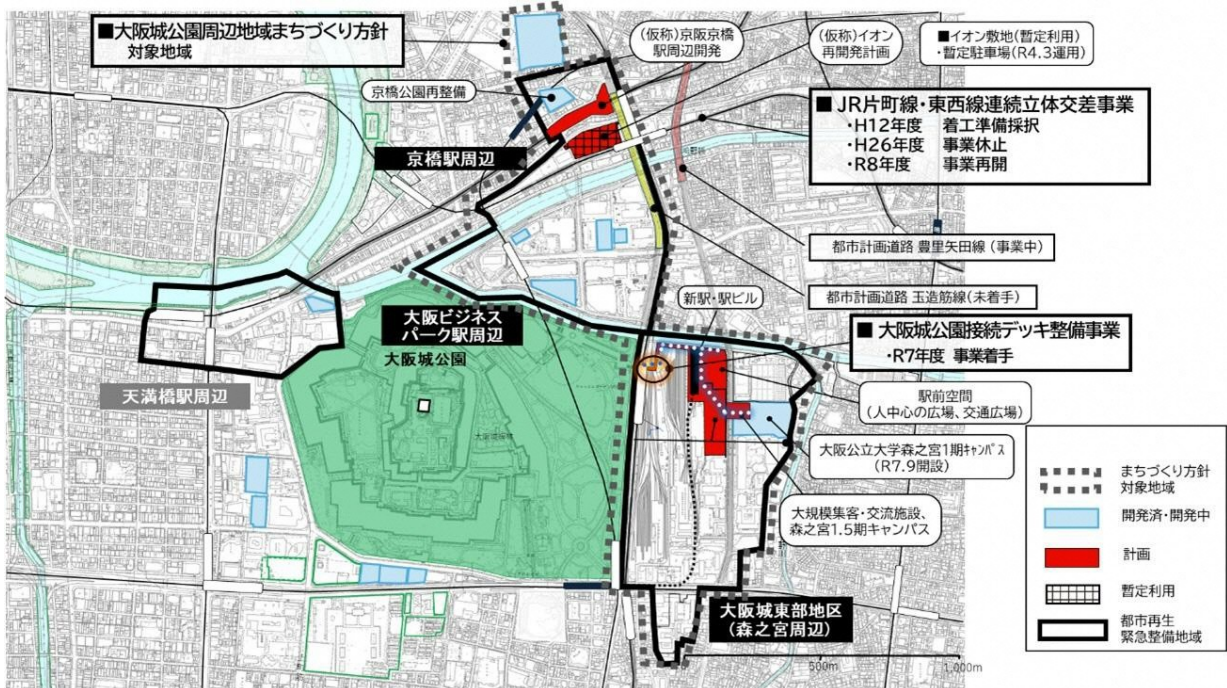 ■大阪城公園周辺地域まちづくり方針
対象地域
(仮称)京阪京橋
駅周辺開発
(仮称)イオン
再開発計画
■イオン敷地(暫定利用)
・暫定駐車場(R4.3運用)
京橋公園再整備
■ JR片町線・東西線連続立体交差事業
・H12年度 着工準備採択
・H26年度 事業休止
・R8年度 事業再開
京橋駅周辺
都市計画道路 豊里矢田線 (事業中)
新駅・駅ビル
都市計画道路 玉造筋線(未着手)
大阪ビジネス
パーク駅周辺
大阪城公園
■ 大阪城公園接続デッキ整備事業
・R7年度 事業着手
天満橋駅周辺
駅前空間
(人中心の広場、交通広場)
大阪公立大学森之宮1期ｷｬﾝﾊﾟｽ
(R7.9開設)
大規模集客・交流施設、
森之宮1.5期キャンパス
大阪城東部地区
(森之宮周辺)
500m
1,000m
まちづくり方針
対象地域
開発済・開発中
計画
暫定利用
都市再生
緊急整備地域